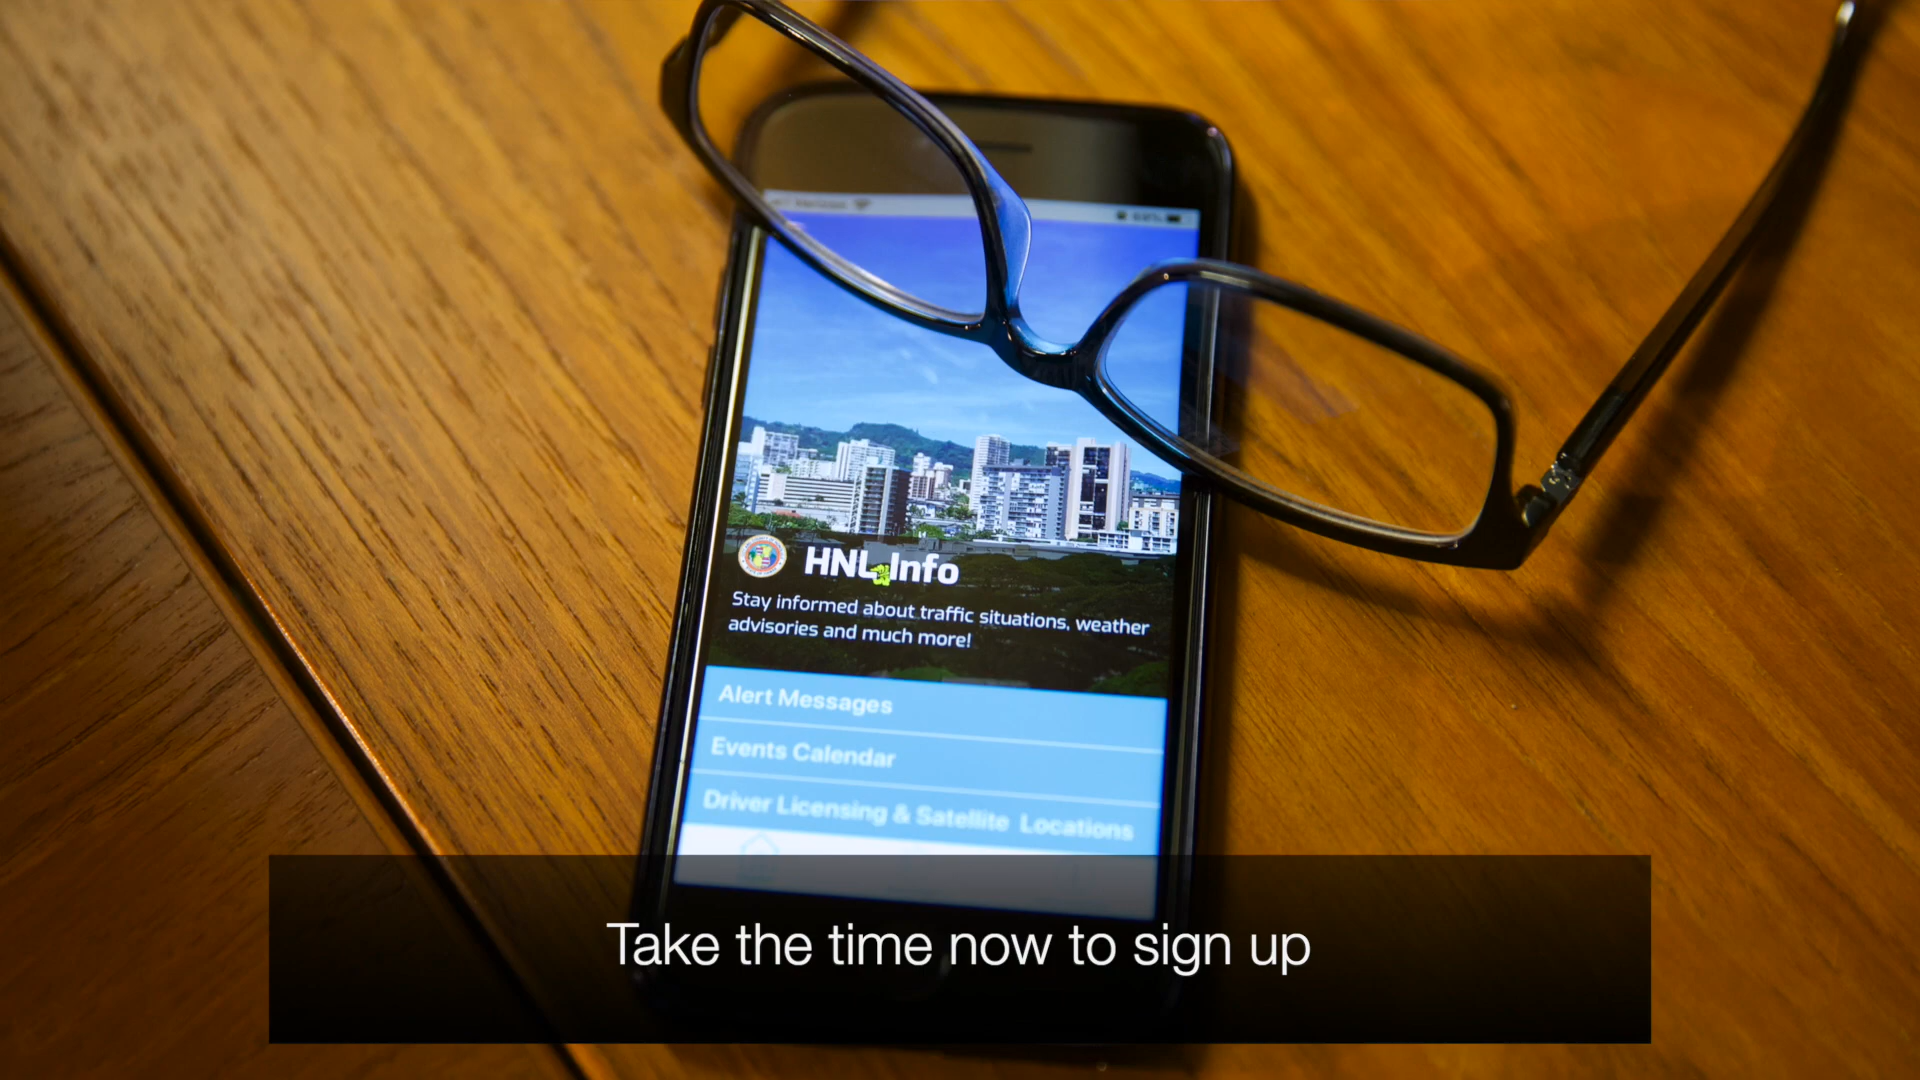 HNL Info
Stay informed about traffic situations, weather
advisories and much more!
Alert Messages
Events Calendar
Driver Licensing & Satellite Locations
Take the time now to sign up